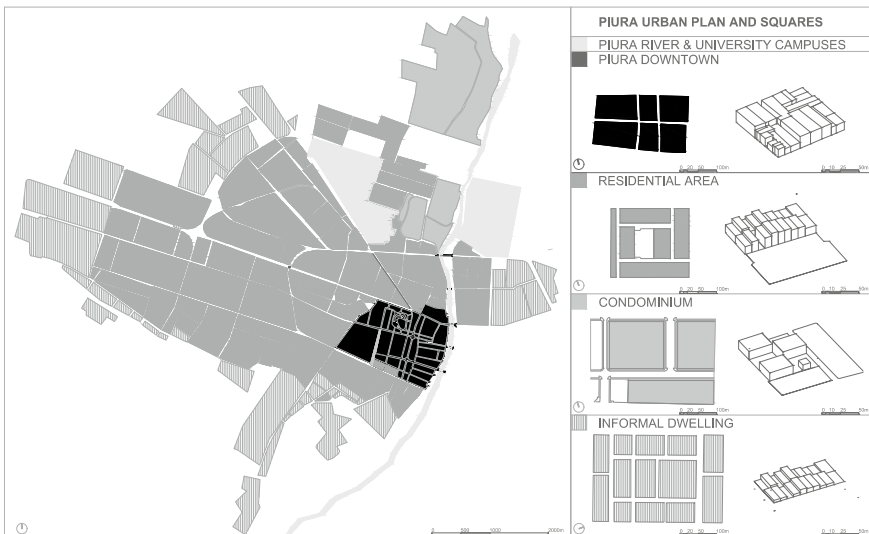 PIURA URBAN PLAN AND SQUARES
PIURA RIVER & UNIVERSITY CAMPUSES
PIURA DOWNTOWN
0 20 50 100m
0 10 25 50m
RESIDENTIAL AREA
0 20 50 100m
0 10 25 50m
CONDOMINIUM
0 20 50 100m
0 10 25 50m
INFORMAL DWELLING
0 20 50 100m
0 10 25 50m
0 500 1000 2000m